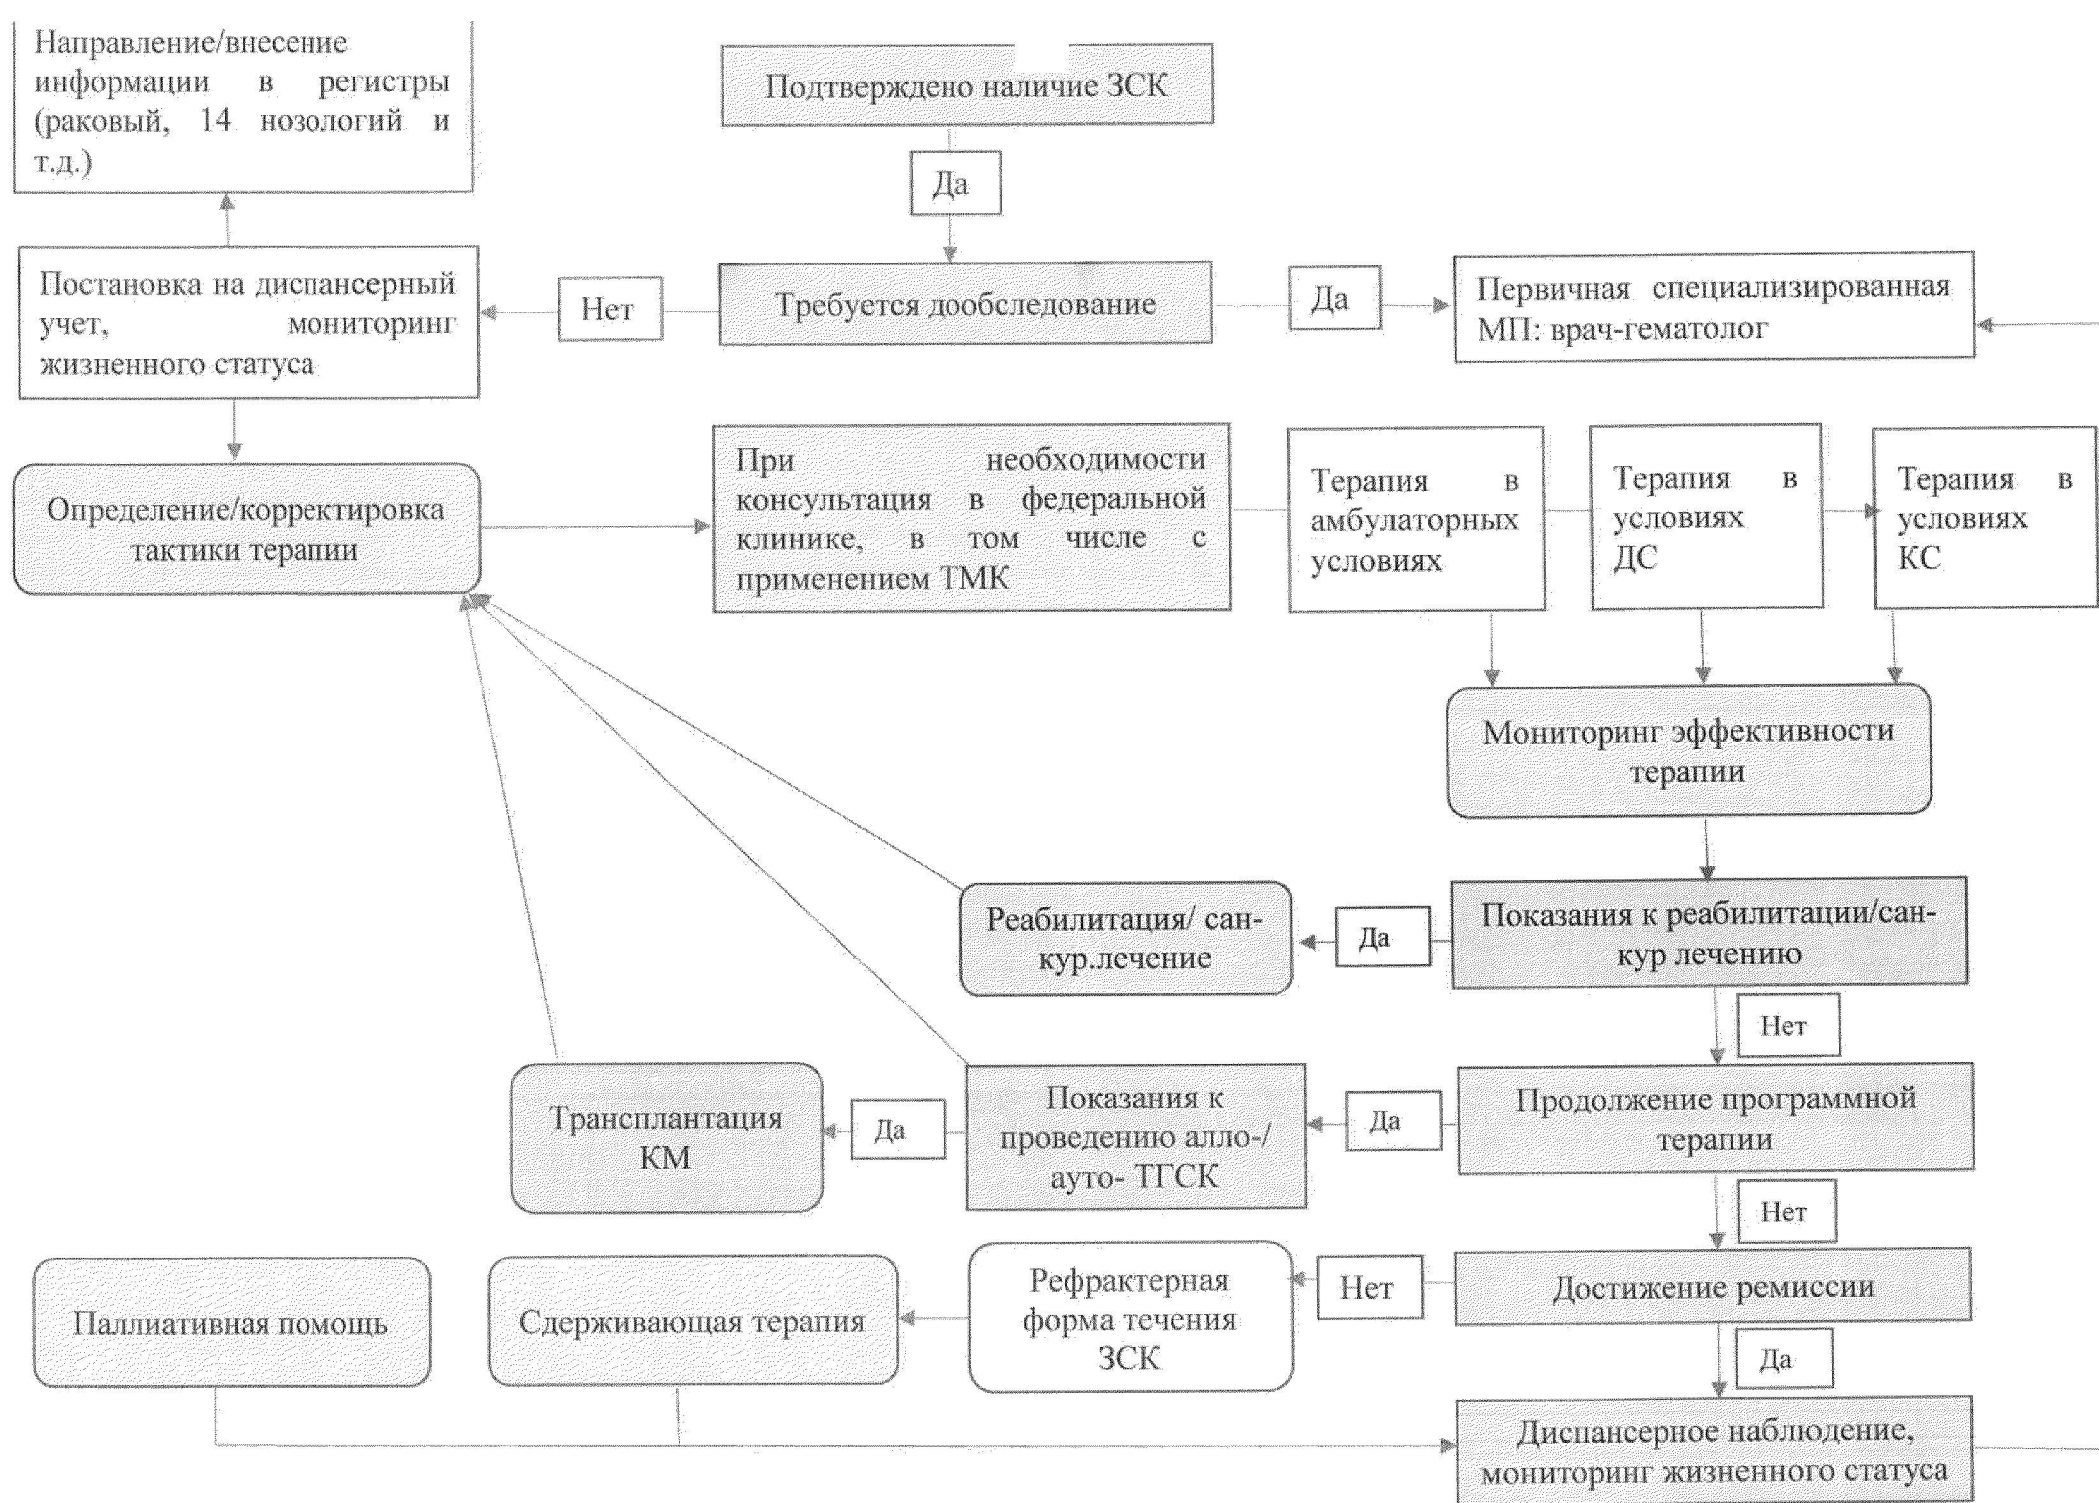 Направление/внесение
информации в регистры
(раковый, 14 нозологий и
т.д.)
Подтверждено наличие ЗСК
Да
Постановка на диспансерный
учет, мониторинг
жизненного статуса
Нет
Требуется дообследование
Да
Первичная специализированная
МП: врач-гематолог
Определение/корректировка
тактики терапии
При необходимости
консультация в федеральной
клинике, в том числе с
применением ТМК
Терапия в
амбулаторных
условиях
Терапия в
условиях
ДС
Терапия в
условиях
КС
Мониторинг эффективности
терапии
Реабилитация/ сан-
кур.лечение
Да
Показания к реабилитации/сан-
кур лечению
Нет
Трансплантация
КМ
Да
Показания к
проведению алло-/
ауто- ТГСК
Да
Продолжение программной
терапии
Нет
Паллиативная помощь
Сдерживающая терапия
Рефрактерная
форма течения
ЗСК
Нет
Достижение ремиссии
Да
Диспансерное наблюдение,
мониторинг жизненного статуса